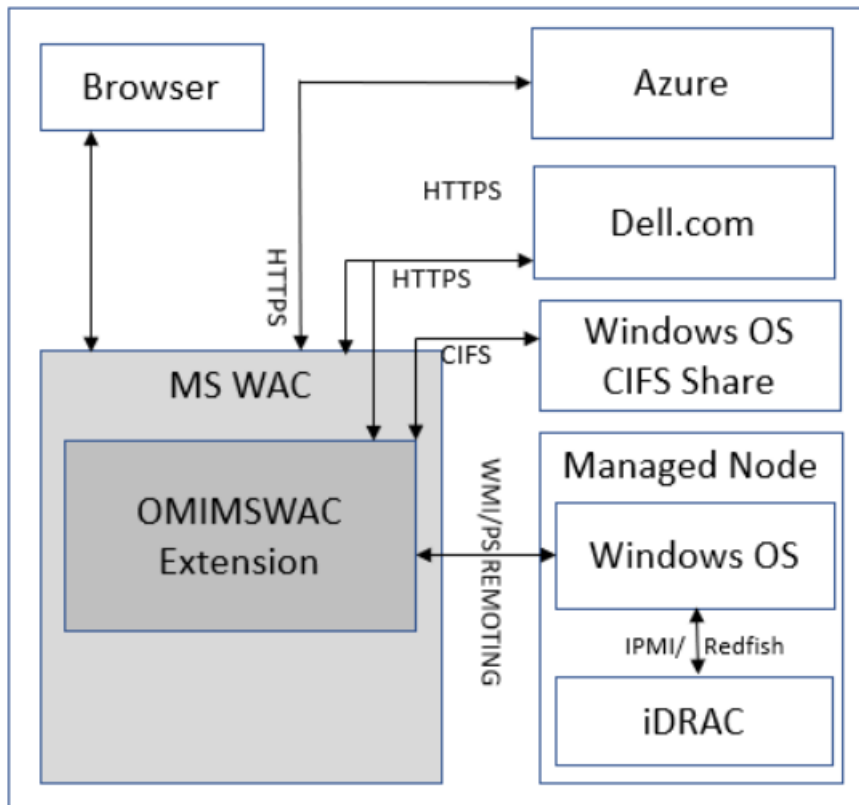 Browser
Azure
HTTPS
Dell.com
HTTPS
HTTPS
Windows OS
CIFS Share
CIFS
MS WAC
OMIMSWAC
Extension
WMI/PS REMOTING
Managed Node
Windows OS
IPMI/ Redfish
iDRAC